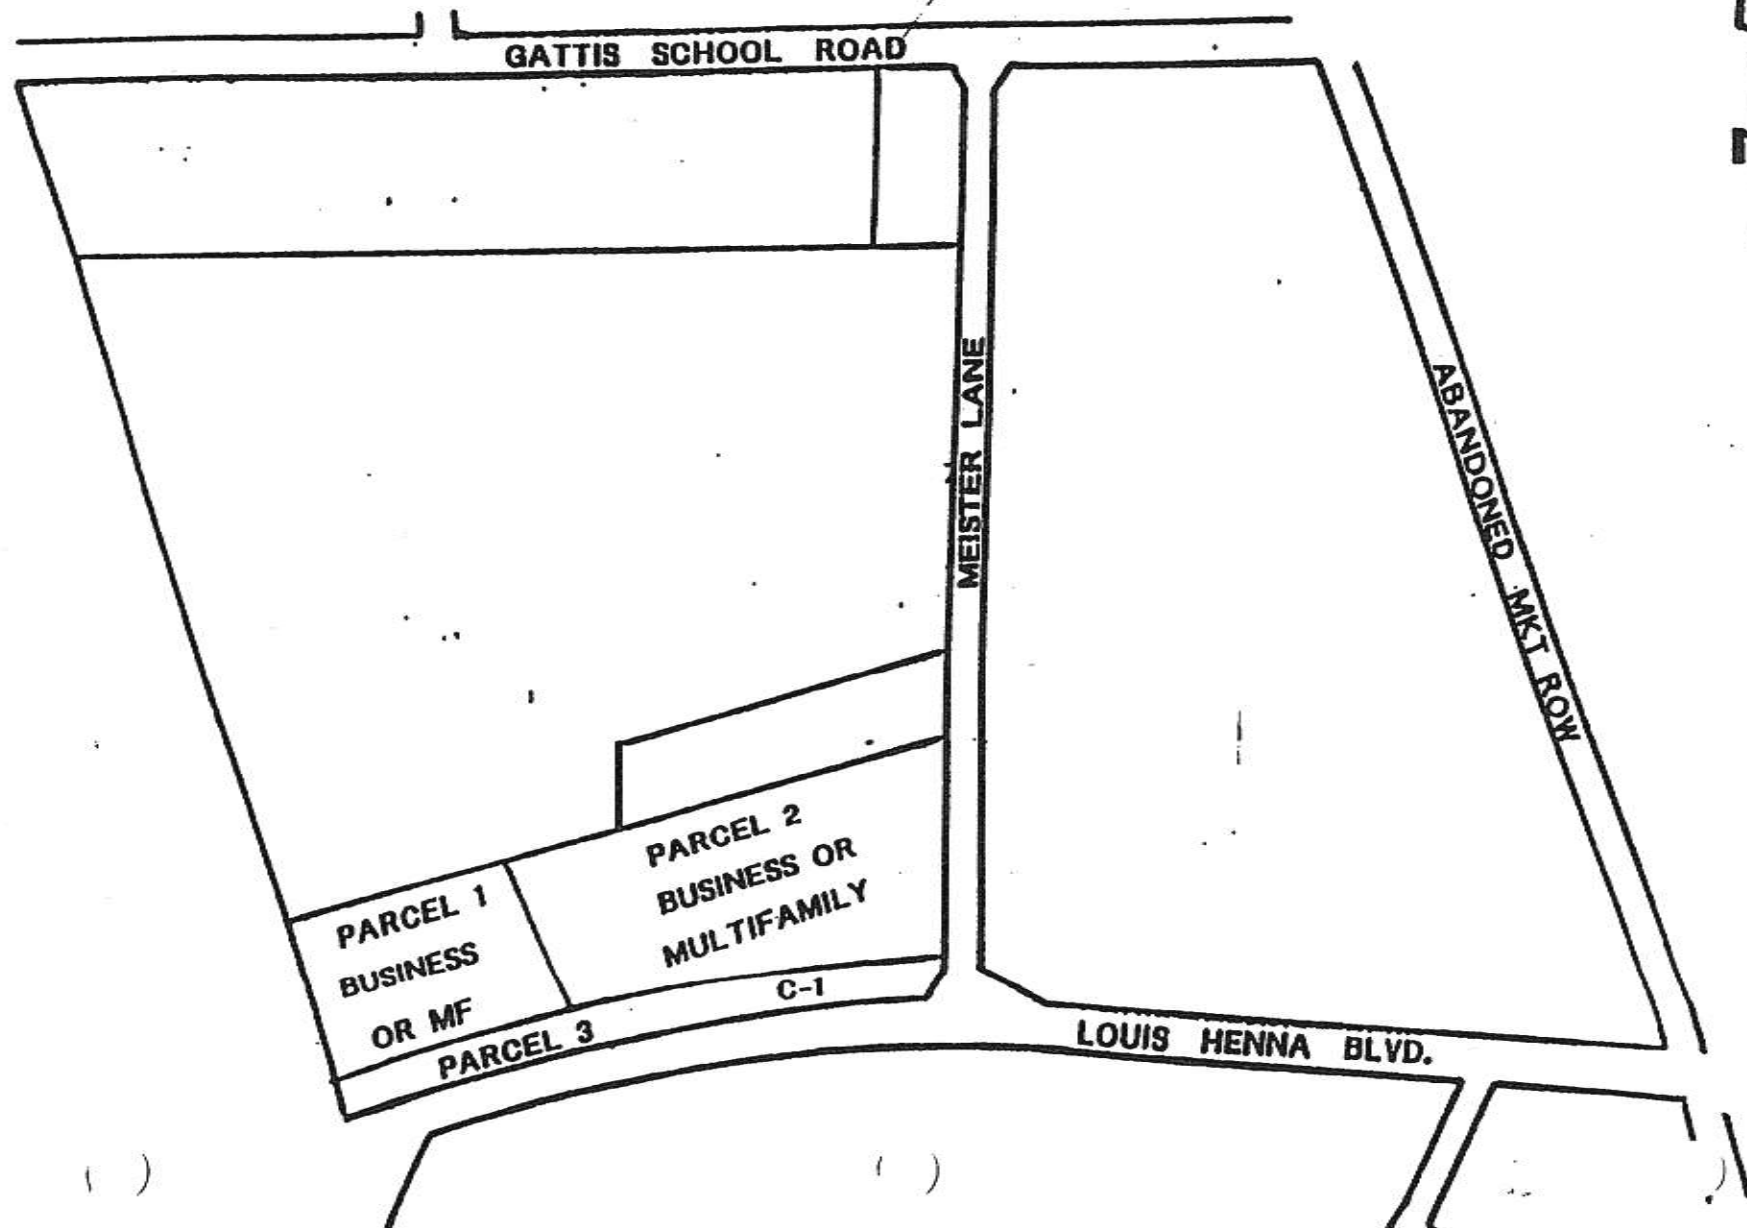 GATTIS SCHOOL ROAD
MEISTER LANE
ABANDONED MKT ROW
PARCEL 2
BUSINESS OR
MULTIFAMILY
PARCEL 1
BUSINESS
OR MF
C-1
PARCEL 3
LOUIS HENNA BLVD.